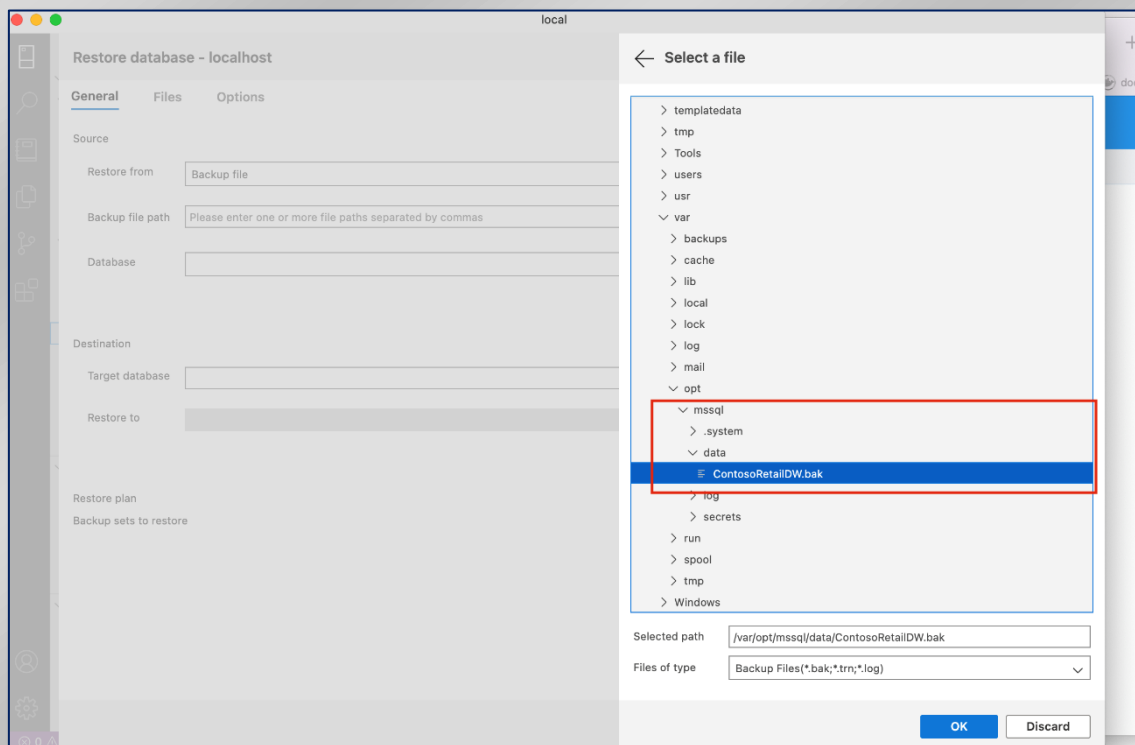 local
Restore database - localhost
General Files Options
Source
Restore from Backup file
Backup file path Please enter one or more file paths separated by commas
Database
Destination
Target database
Restore to
Restore plan
Backup sets to restore
Select a file
templatedata
tmp
Tools
users
usr
var
backups
cache
lib
local
lock
log
mail
opt
mssql
.system
data
ContosoRetailDW.bak
log
secrets
run
spool
tmp
Windows
Selected path /var/opt/mssql/data/ContosoRetailDW.bak
Files of type Backup Files(*.bak;*.trn;*.log)
OK Discard
0